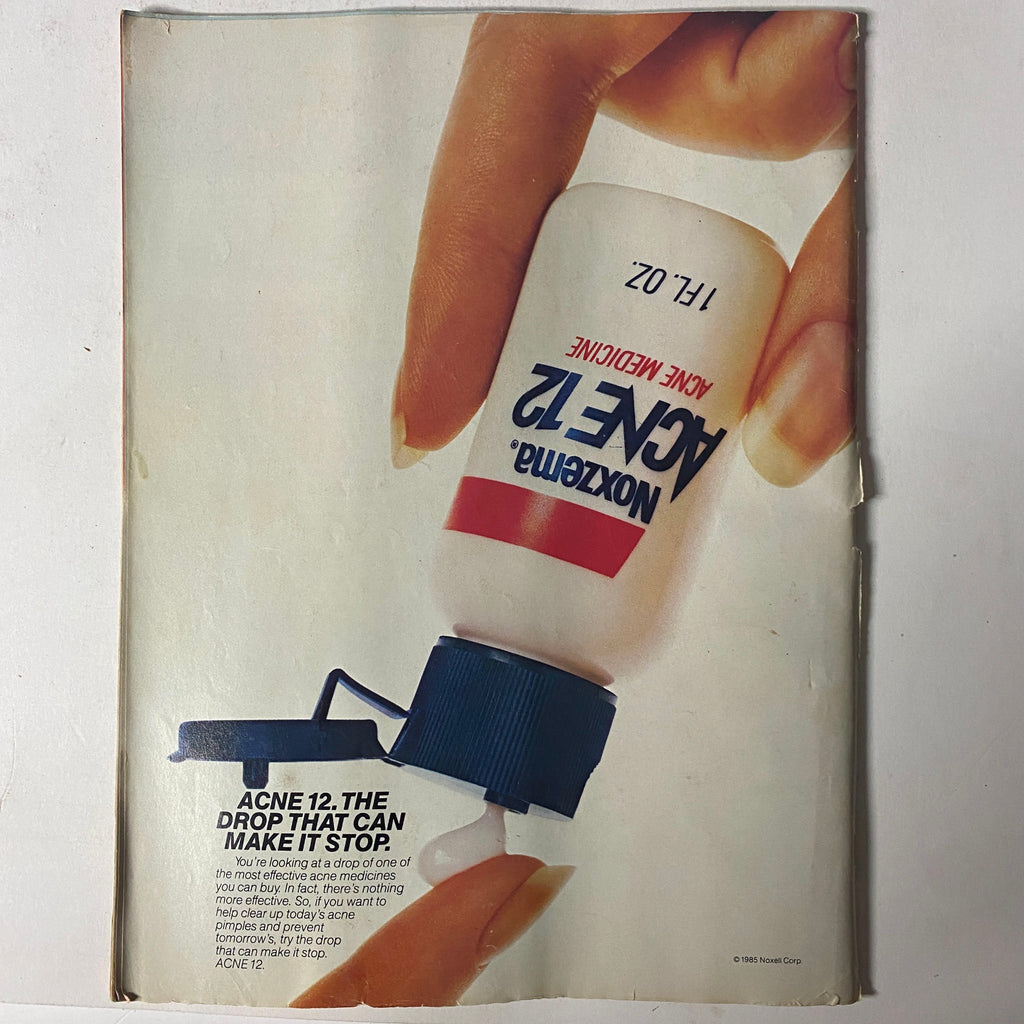 1 FL. OZ.
ACNE MEDICINE
ACNE 12
Noxzema®
ACNE 12. THE
DROP THAT CAN
MAKE IT STOP.
You're looking at a drop of one of
the most effective acne medicines
you can buy. In fact, there's nothing
more effective. So, if you want to
help clear up today's acne
pimples and prevent
tomorrow's, try the drop
that can make it stop.
ACNE 12.
© 1985 Noxell Corp.